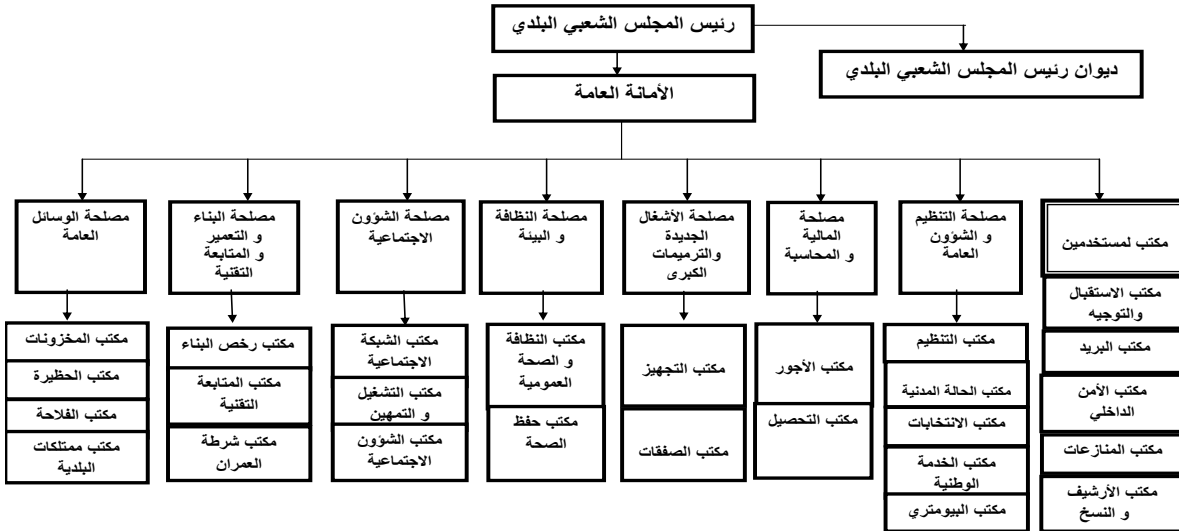 رئيس المجلس الشعبي البلدي
ديوان رئيس المجلس الشعبي البلدي
الأمانة العامة
مكتب لمستخدمين
مكتب الاستقبال
والتوجيه
مكتب البريد
مكتب الأمن
الداخلي
مكتب المنازعات
مكتب الأرشيف
و النسخ
مصلحة التنظيم
و الشؤون
العامة
مكتب التنظيم
مكتب الحالة المدنية
مكتب الانتخابات
مكتب الخدمة
الوطنية
مكتب البيومتري
مصلحة
المالية
و المحاسبة
مكتب الأجور
مكتب التحصيل
مصلحة الأشغال
الجديدة
والترميمات
الكبرى
مكتب التجهيز
مكتب الصفقات
مصلحة النظافة
و البيئة
مكتب النظافة
و الصحة
العمومية
مكتب حفظ
الصحة
مصلحة الشؤون
الاجتماعية
مكتب الشبكة
الاجتماعية
مكتب التشغيل
و التمهين
مكتب الشؤون
الاجتماعية
مصلحة البناء
و التعمير
و المتابعة
التقنية
مكتب رخص البناء
مكتب المتابعة
التقنية
مكتب شرطة
العمران
مصلحة الوسائل
العامة
مكتب المخزونات
مكتب الحظيرة
مكتب الفلاحة
مكتب ممتلكات
البلدية